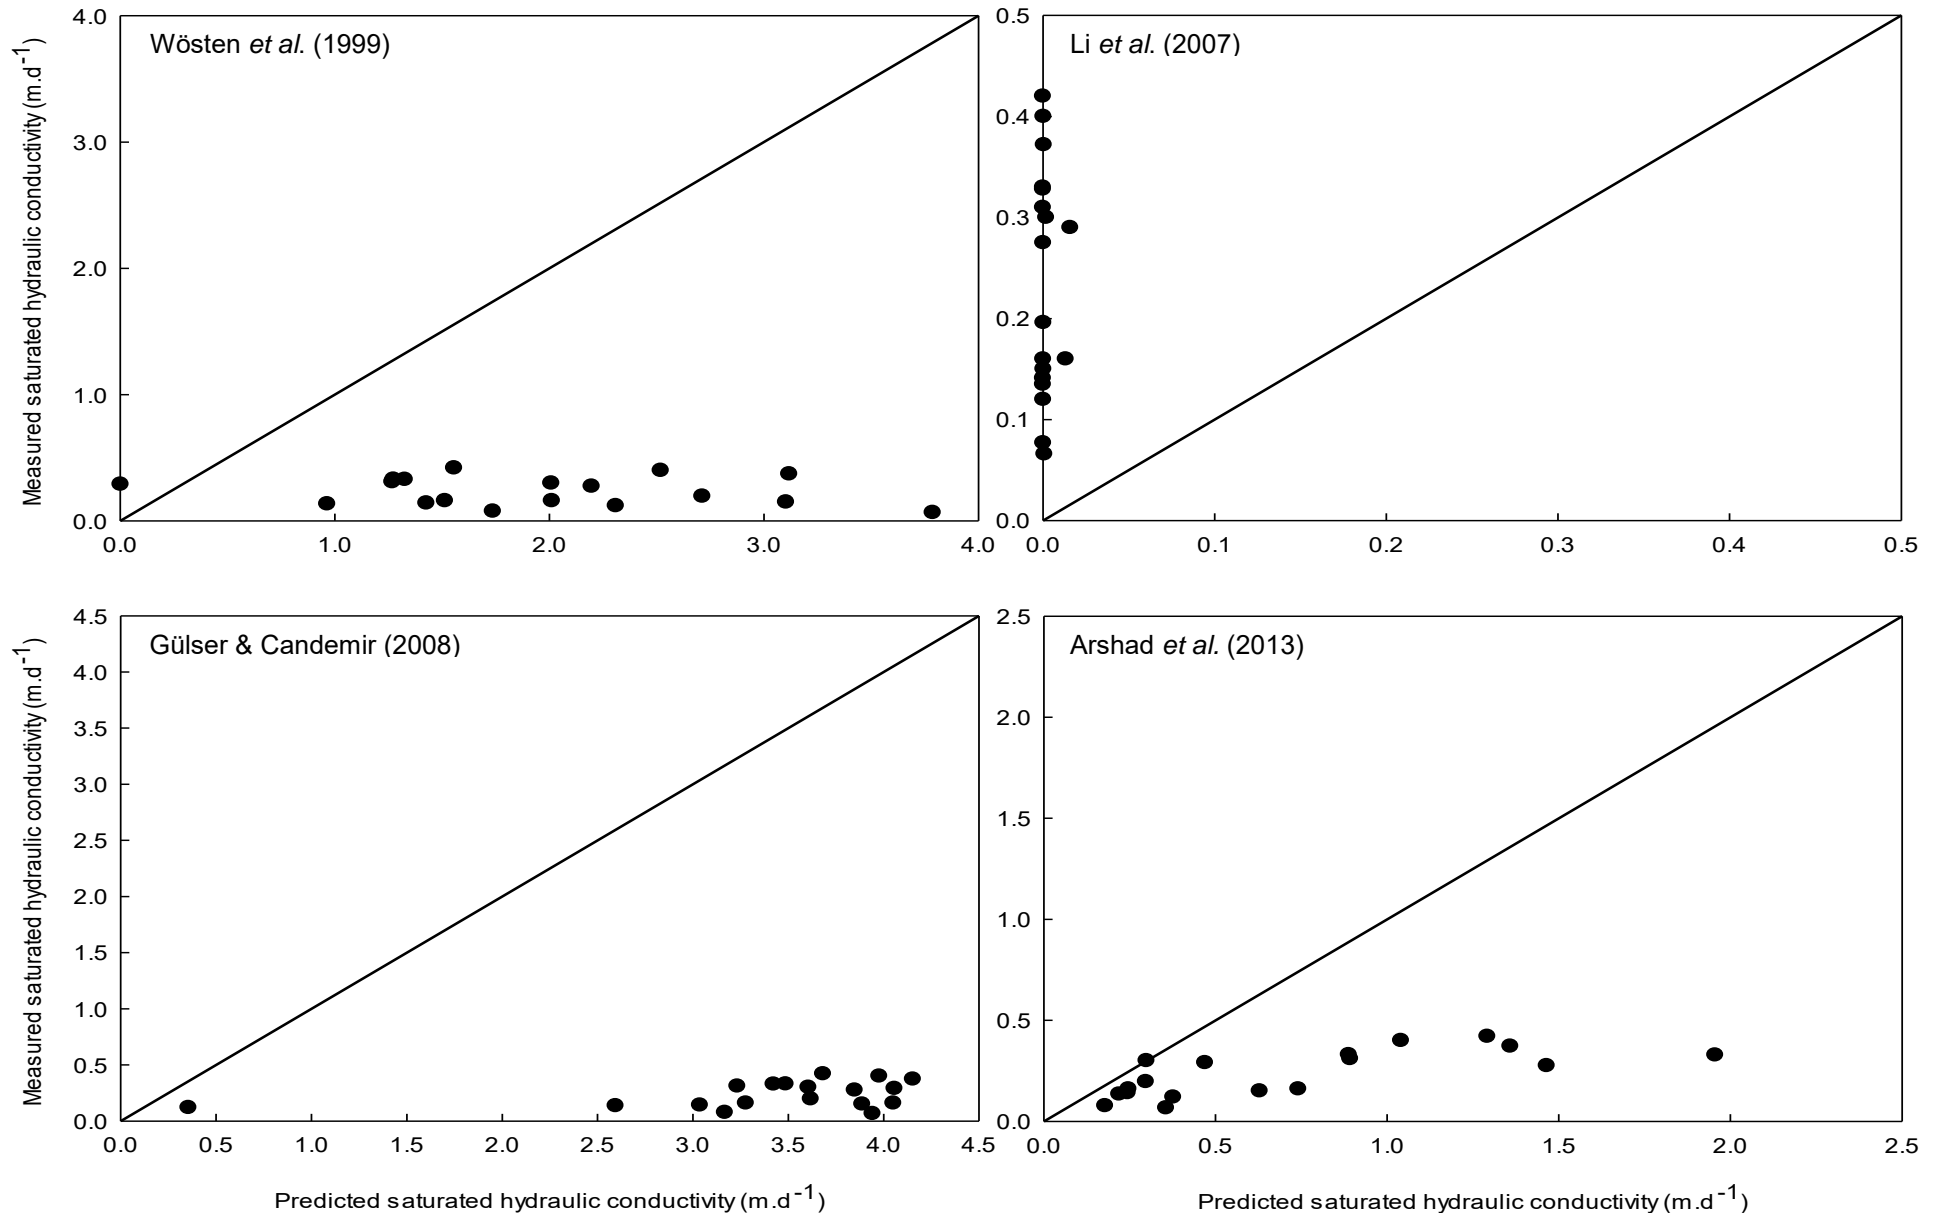 Wösten et al. (1999)
Measured saturated hydraulic conductivity (m.d-1)
4.0
3.0
2.0
1.0
0.0
0.0 1.0 2.0 3.0 4.0
Li et al. (2007)
0.5
0.4
0.3
0.2
0.1
0.0
0.0 0.1 0.2 0.3 0.4 0.5
Gülser & Candemir (2008)
Measured saturated hydraulic conductivity (m.d-1)
4.5
4.0
3.5
3.0
2.5
2.0
1.5
1.0
0.5
0.0
0.0 0.5 1.0 1.5 2.0 2.5 3.0 3.5 4.0 4.5
Predicted saturated hydraulic conductivity (m.d-1)
Arshad et al. (2013)
2.5
2.0
1.5
1.0
0.5
0.0
0.0 0.5 1.0 1.5 2.0 2.5
Predicted saturated hydraulic conductivity (m.d-1)